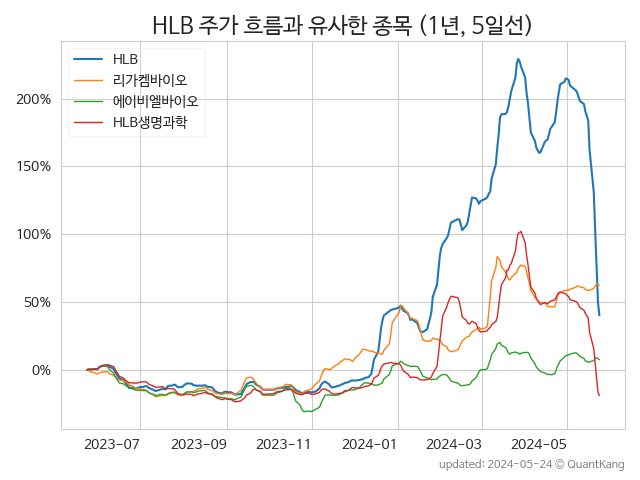 HLB 주가 흐름과 유사한 종목 (1년, 5일선)
HLB
리가켐바이오
에이비엘바이오
HLB생명과학
200%
150%
100%
50%
0%
2023-07
2023-09
2023-11
2024-01
2024-03
2024-05
updated: 2024-05-24 © QuantKang